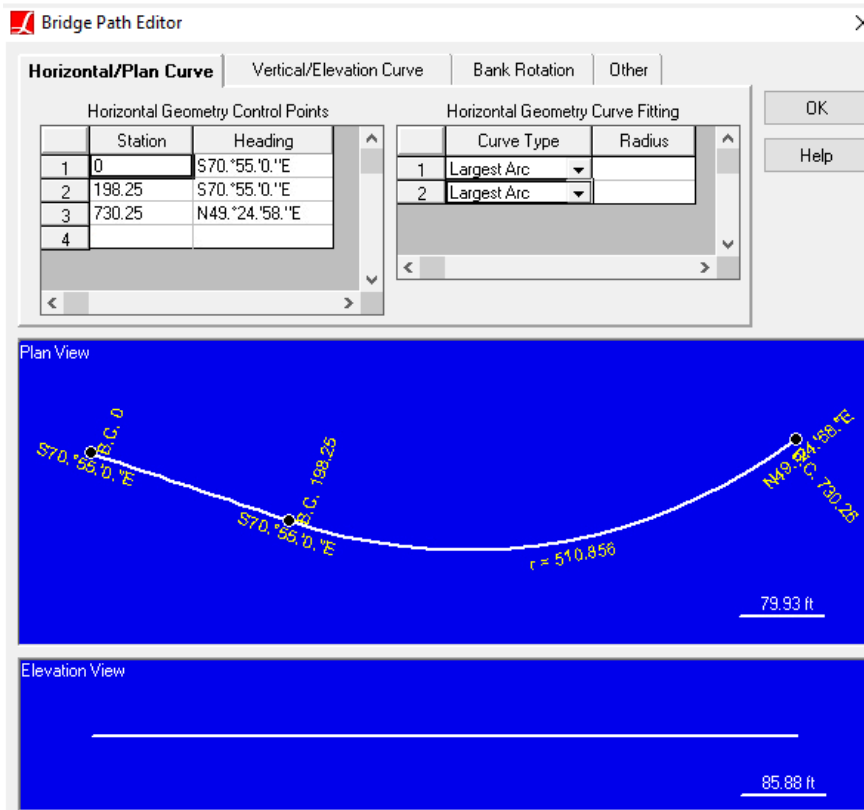 Bridge Path Editor
Horizontal/Plan Curve Vertical/Elevation Curve Bank Rotation Other
OK
Help
Horizontal Geometry Control Points
Station Heading
1 0 S70.°55.'0."E
2 198.25 S70.°55.'0."E
3 730.25 N49.°24.'58."E
4
Horizontal Geometry Curve Fitting
Curve Type Radius
1 Largest Arc
2 Largest Arc
Plan View
B.G. 0
S70.°55.'0."E
B.C. 198.25
S70.°55.'0."E
r = 510.856
N49.°24.'58."E
730.25
79.93 ft
Elevation View
85.88 ft